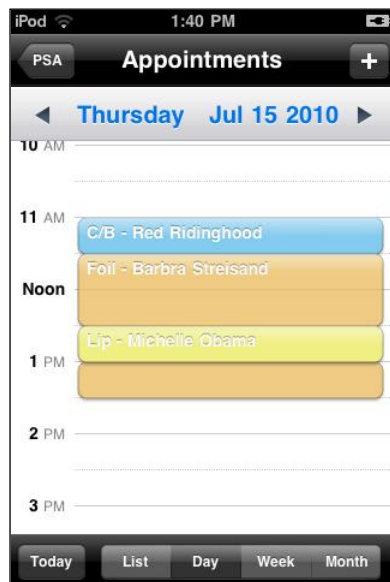 iPod 1:40 PM
PSA Appointments +
Thursday Jul 15 2010
10 AM
11 AM
C/B - Red Ridinghood
Foil - Barbra Streisand
Noon
Lip - Michelle Obama
1 PM
2 PM
3 PM
Today List Day Week Month